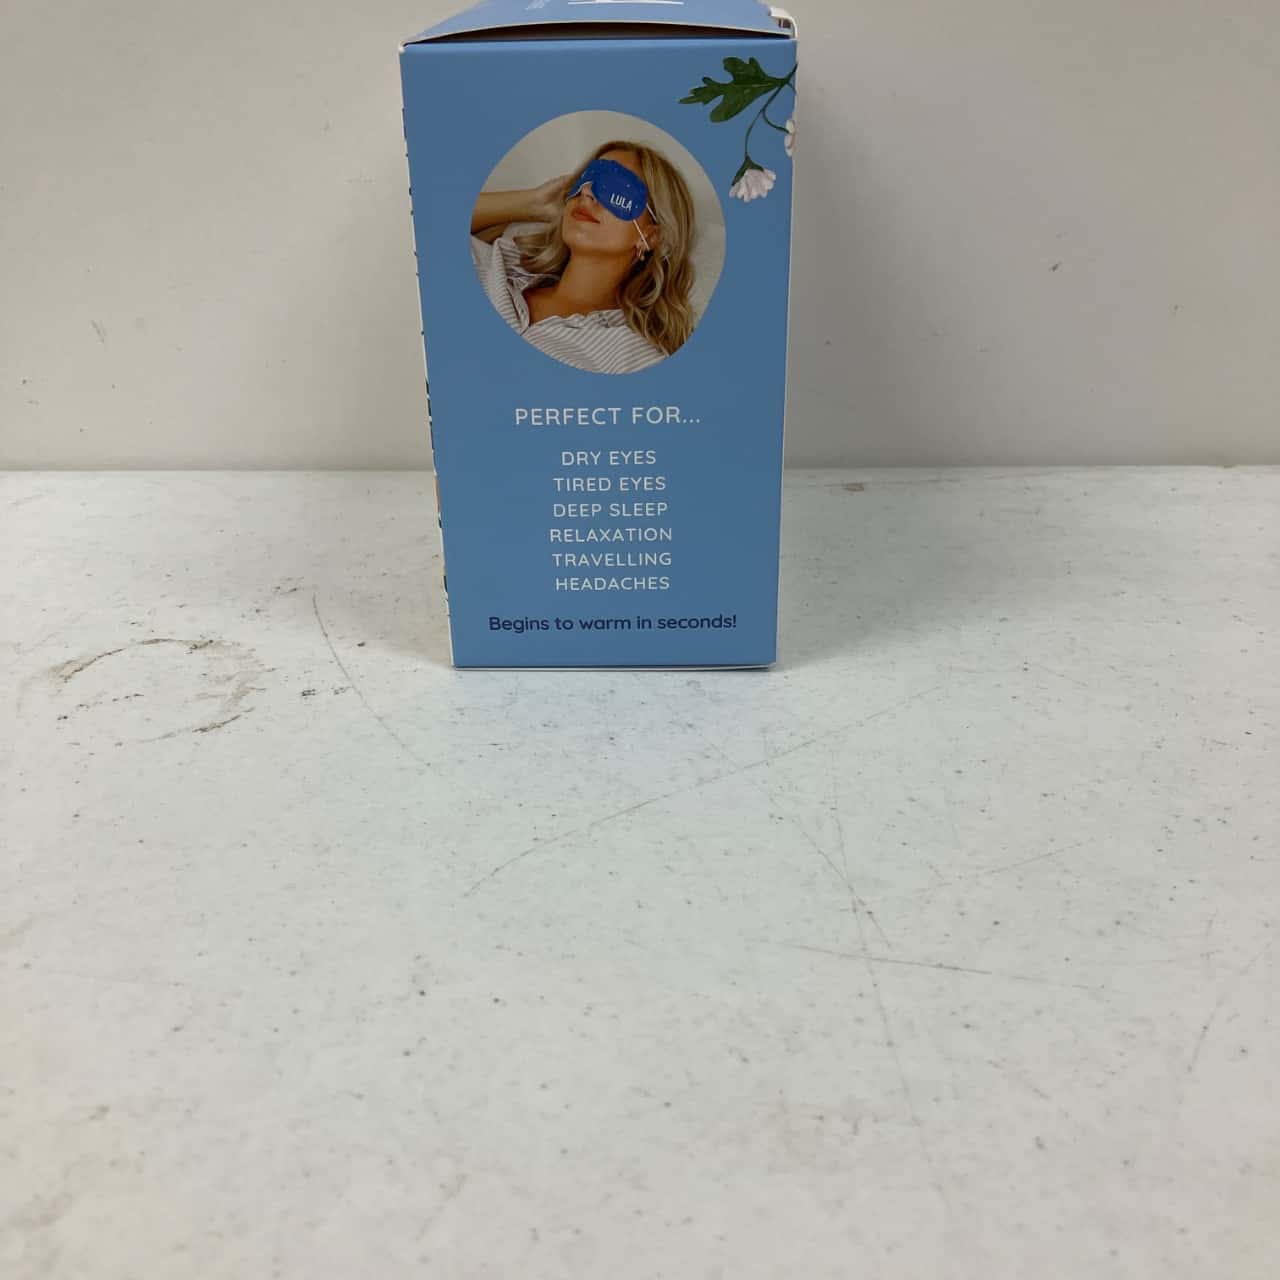 LULA
PERFECT FOR...
DRY EYES
TIRED EYES
DEEP SLEEP
RELAXATION
TRAVELLING
HEADACHES
Begins to warm in seconds!